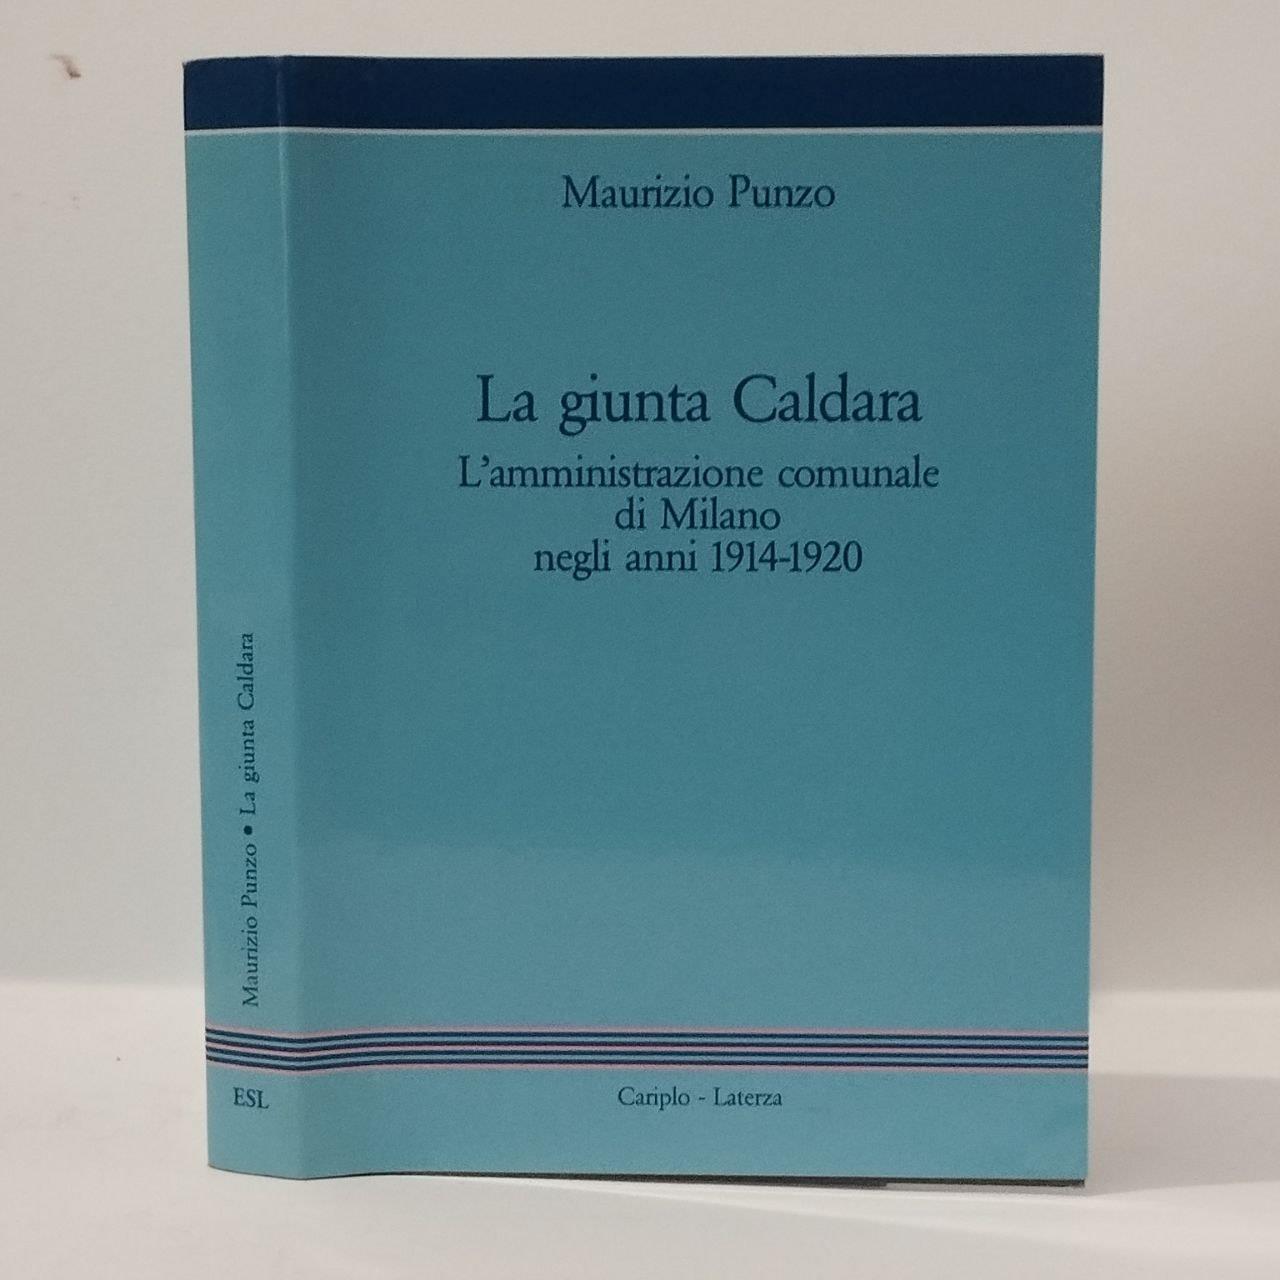 Maurizio Punzo
La giunta Caldara
L'amministrazione comunale
di Milano
negli anni 1914-1920
Cariplo - Laterza
Maurizio Punzo • La giunta Caldara
ESL